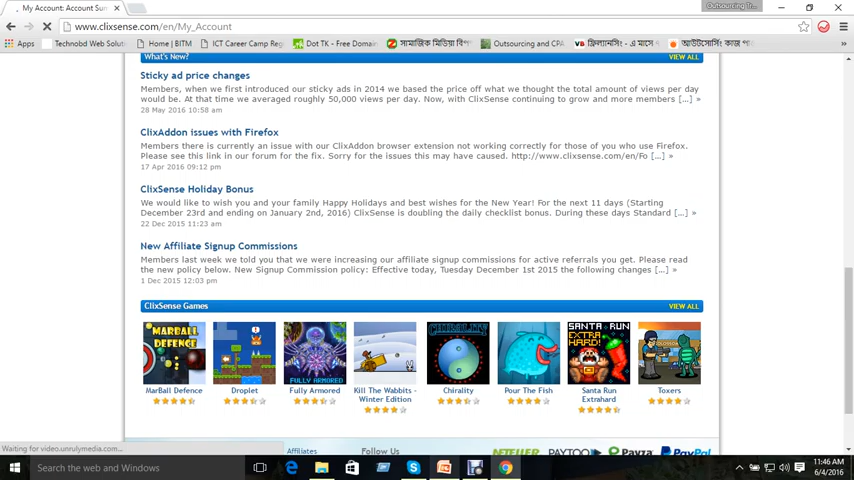 My Account: Account Sum
Outsourcing Tr...
www.clixsense.com/en/My_Account
Apps
Technobd Web Solut
Home | BITM
ICT Career Camp Reg
Dot TK - Free Domai
সামাজিক মিডিয়া বিপ
Outsourcing and CPA
ফ্রিল্যান্সিং - এ মাসে
আউটসোর্সিং কাজ পা
What's New?
VIEW ALL
Sticky ad price changes
Members, when we first introduced our sticky ads in 2014 we based the price off what we thought the total amount of views per day
would be. At that time we averaged roughly 50,000 views per day. Now, with ClixSense continuing to grow and more members [...] »
28 May 2016 10:58 am
ClixAddon issues with Firefox
Members there is currently an issue with our ClixAddon browser extension not working correctly for those of you who use Firefox.
Please see this link in our forum for the fix. Sorry for the issues this may have caused. http://www.clixsense.com/en/Fo [...] »
17 Apr 2016 09:12 pm
ClixSense Holiday Bonus
We would like to wish you and your family Happy Holidays and best wishes for the New Year! For the next 11 days (Starting
December 23rd and ending on January 2nd, 2016) ClixSense is doubling the daily checklist bonus. During these days Standard [...] »
22 Dec 2015 11:23 am
New Affiliate Signup Commissions
Members last week we told you that we were increasing our affiliate signup commissions for active referrals you get. Please read
the new policy below. New Signup Commission policy: Effective today, Tuesday December 1st 2015 the following changes [...] »
1 Dec 2015 12:03 pm
ClixSense Games
VIEW ALL
MARBALL
DEFENCE
FULLY ARMORED
CHIRALITY
SANTA RUN
EXTRA
HARD!
MarBall Defence
Droplet
Fully Armored
Kill The Wabbits -
Winter Edition
Chirality
Pour The Fish
Santa Run
Extrahard
Toxers
Waiting for video.unrulymedia.com...
Affiliates
Follow Us
NETELLER
PAYTOO
Payza
PayPal
Search the web and Windows
11:46 AM
6/4/2016